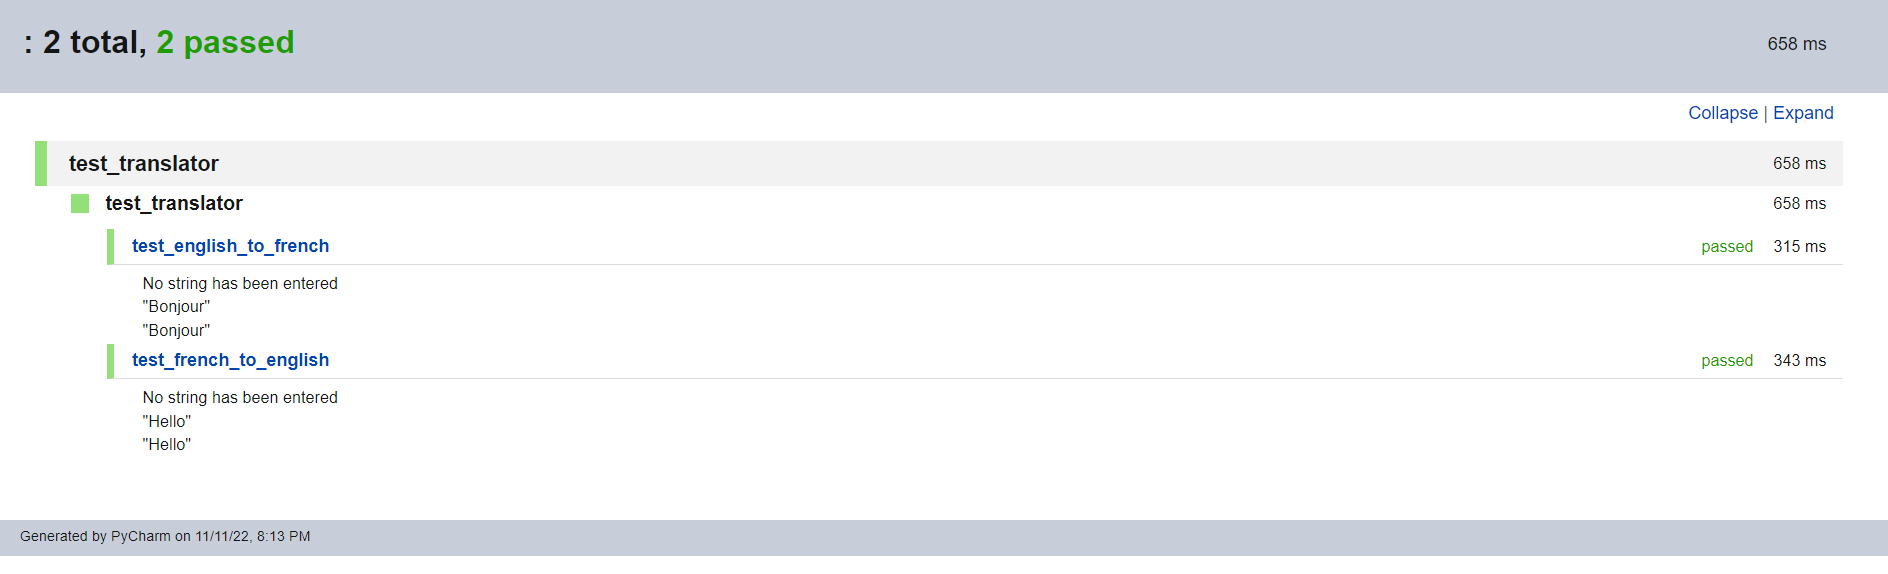 : 2 total, 2 passed 658 ms
Collapse | Expand
test_translator 658 ms
test_translator 658 ms
test_english_to_french passed 315 ms
No string has been entered
"Bonjour"
"Bonjour"
test_french_to_english passed 343 ms
No string has been entered
"Hello"
"Hello"
Generated by PyCharm on 11/11/22, 8:13 PM